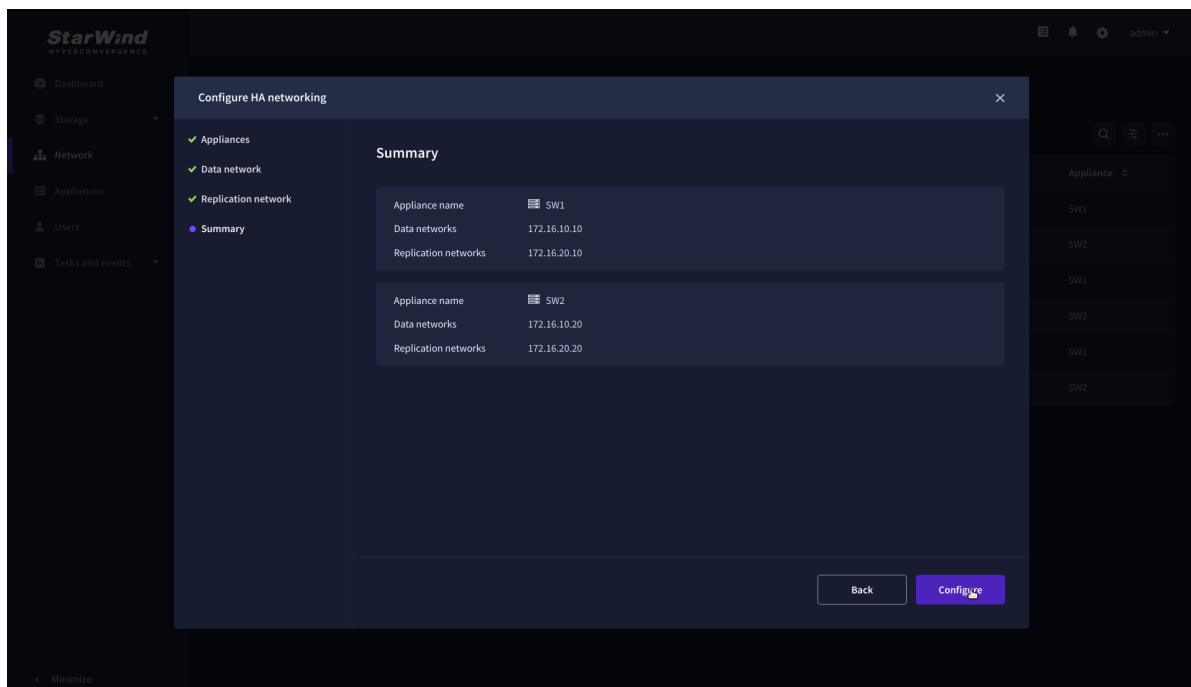 StarWind
HYPERCONVERGENCE
admin
Dashboard
Storage
Network
Appliances
Users
Tasks and events
Minimize
Configure HA networking
Appliances
Data network
Replication network
Summary
Summary
Appliance name SW1
Data networks 172.16.10.10
Replication networks 172.16.20.10
Appliance name SW2
Data networks 172.16.10.20
Replication networks 172.16.20.20
Back Configure
Appliance
SW1
SW2
SW1
SW2
SW1
SW2